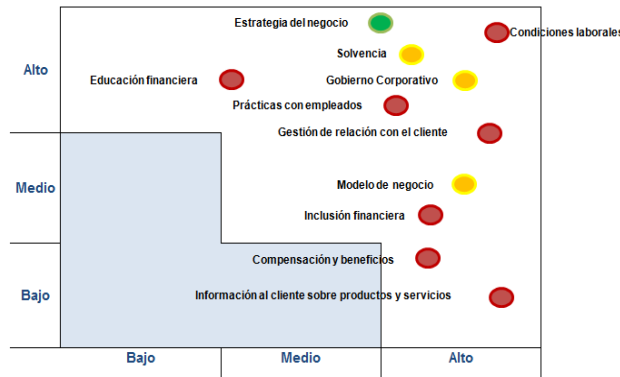 Estrategia del negocio
Condiciones laborales
Solvencia
Alto
Educación financiera
Gobierno Corporativo
Prácticas con empleados
Gestión de relación con el cliente
Medio
Modelo de negocio
Inclusión financiera
Compensación y beneficios
Bajo
Información al cliente sobre productos y servicios
Bajo
Medio
Alto